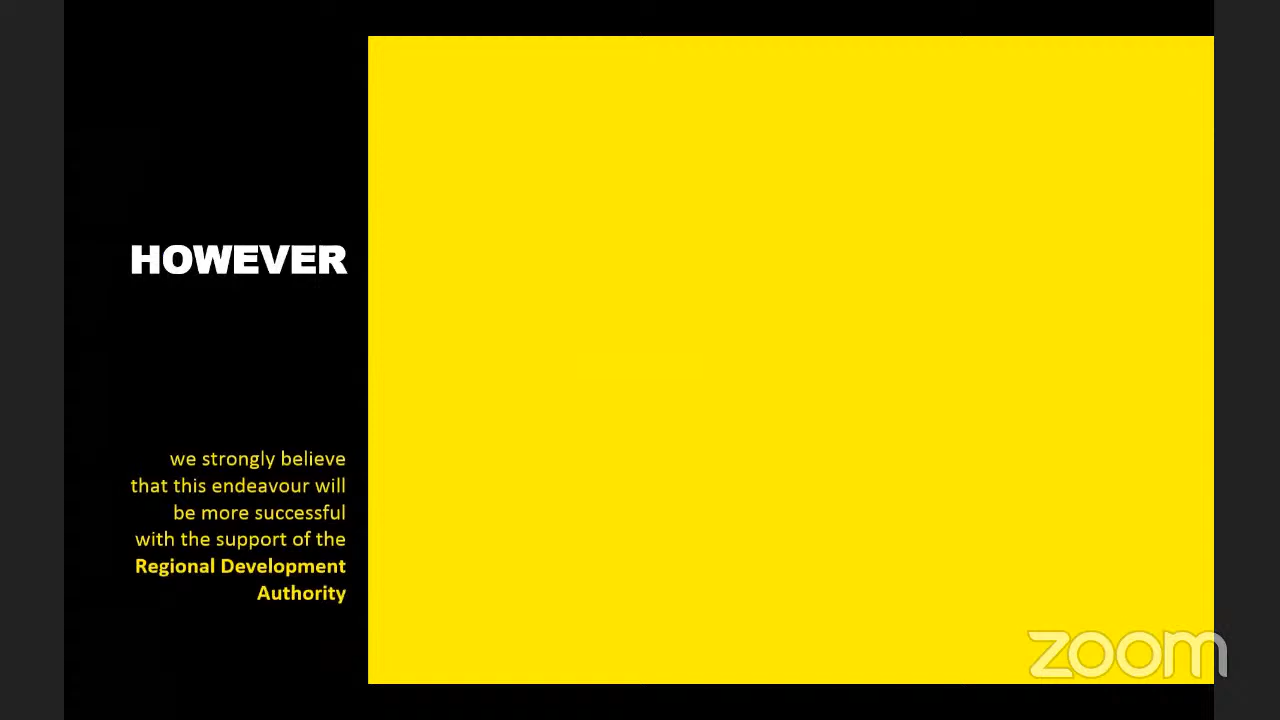 HOWEVER
we strongly believe
that this endeavour will
be more successful
with the support of the
Regional Development
Authority
zoom